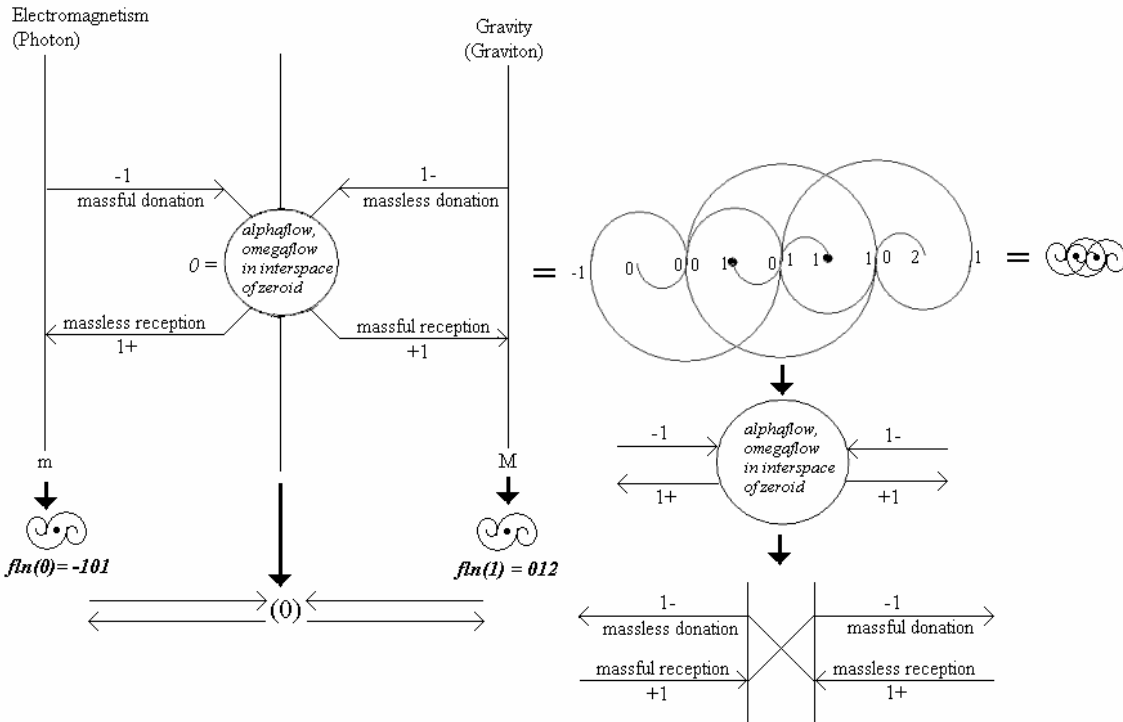 Electromagnetism
(Photon)
Gravity
(Graviton)
-1
massful donation
1-
massless donation
0 =
alphaflow,
omegaflow
in interspace
of zeroid
massless reception
1+
massful reception
+1
m
M
fln(0)= -101
fln(1) = 012
(0)
=
-1
0
0 0
1
0
1
1
1
0
2
1
=
-1
1-
alphaflow,
omegaflow
in interspace
of zeroid
1+
+1
1-
massless donation
-1
massful donation
massful reception
+1
massless reception
1+